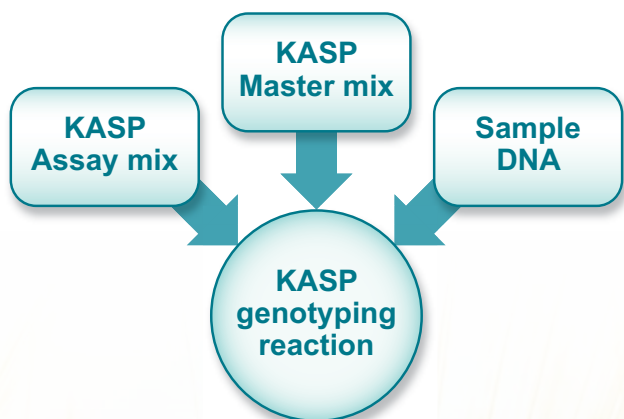 KASP
Master mix
KASP
Assay mix
Sample
DNA
KASP
genotyping
reaction